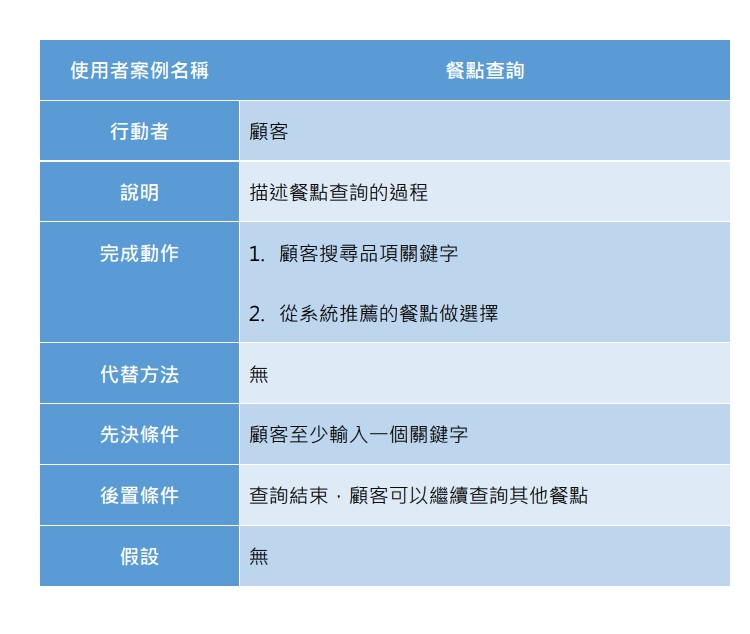 使用者案例名稱 餐點查詢
行動者 顧客
說明 描述餐點查詢的過程
完成動作 1. 顧客搜尋品項關鍵字
2. 從系統推薦的餐點做選擇
代替方法 無
先決條件 顧客至少輸入一個關鍵字
後置條件 查詢結束，顧客可以繼續查詢其他餐點
假設 無